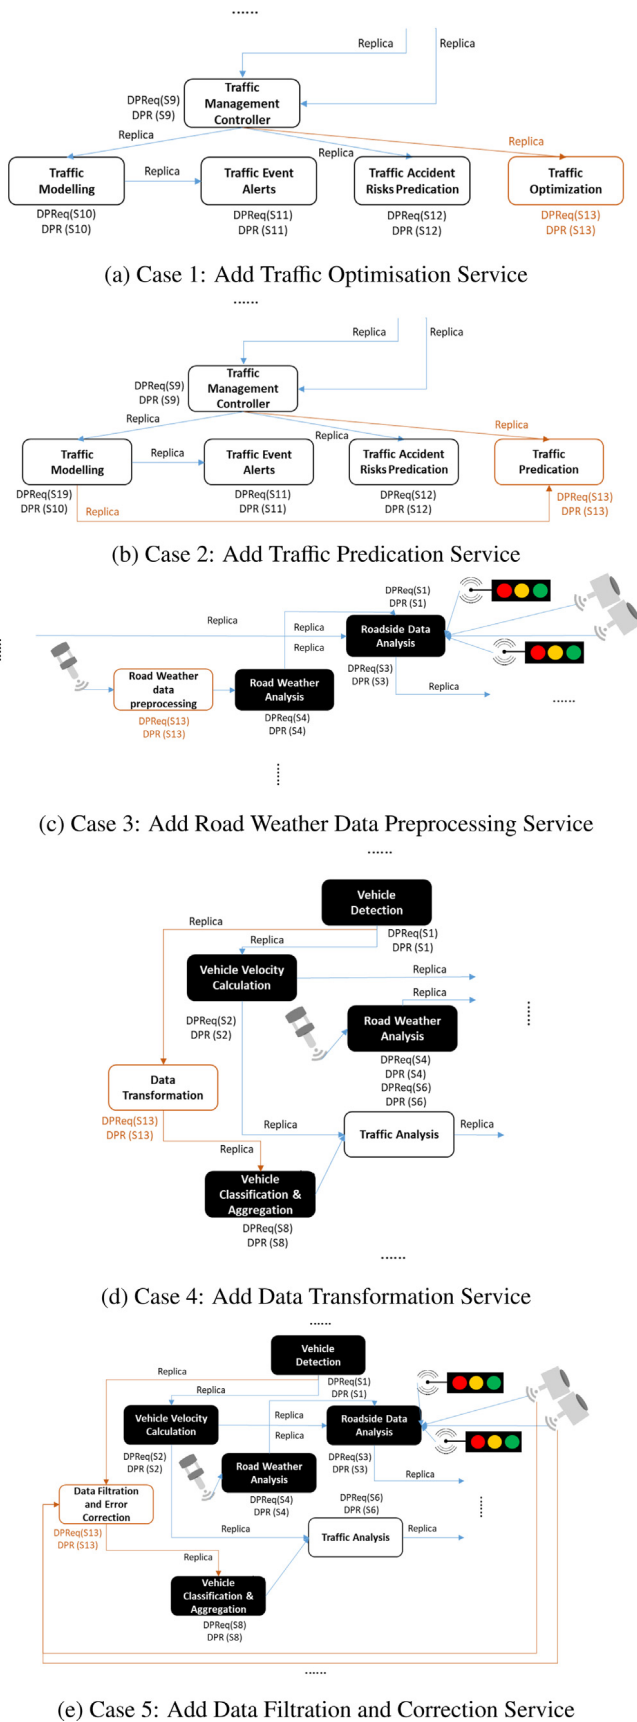 ......
Replica
Replica
Traffic
Management
Controller
DPReq(S9)
DPR (S9)
Replica
Replica
Replica
Traffic
Modelling
Replica
Traffic Event
Alerts
Traffic Accident
Risks Predication
Traffic
Optimization
DPReq(S10)
DPR (S10)
DPReq(S11)
DPR (S11)
DPReq(S12)
DPR (S12)
DPReq(S13)
DPR (S13)
(a) Case 1: Add Traffic Optimisation Service
......
Replica
Replica
Traffic
Management
Controller
DPReq(S9)
DPR (S9)
Replica
Replica
Replica
Traffic
Modelling
Replica
Traffic Event
Alerts
Traffic Accident
Risks Predication
Traffic
Predication
DPReq(S19)
DPR (S10)
Replica
DPReq(S11)
DPR (S11)
DPReq(S12)
DPR (S12)
DPReq(S13)
DPR (S13)
(b) Case 2: Add Traffic Predication Service
DPReq(S1)
DPR (S1)
Replica
Replica
Replica
Roadside Data
Analysis
......
Road Weather
data
preprocessing
Road Weather
Analysis
DPReq(S3)
DPR (S3)
Replica
......
DPReq(S13)
DPR (S13)
DPReq(S4)
DPR (S4)
......
(c) Case 3: Add Road Weather Data Preprocessing Service
......
Vehicle
Detection
Replica
DPReq(S1)
DPR (S1)
Replica
Vehicle Velocity
Calculation
Replica
Replica
DPReq(S2)
DPR (S2)
Road Weather
Analysis
......
DPReq(S4)
DPR (S4)
DPReq(S6)
DPR (S6)
Data
Transformation
DPReq(S13)
DPR (S13)
Replica
Replica
Traffic Analysis
Replica
Vehicle
Classification &
Aggregation
DPReq(S8)
DPR (S8)
......
(d) Case 4: Add Data Transformation Service
......
Vehicle
Detection
Replica
DPReq(S1)
DPR (S1)
Replica
Vehicle Velocity
Calculation
Replica
Replica
Roadside Data
Analysis
DPReq(S2)
DPR (S2)
Road Weather
Analysis
DPReq(S3)
DPR (S3)
Replica
Data Filtration
and Error
Correction
DPReq(S4)
DPR (S4)
DPReq(S6)
DPR (S6)
......
DPReq(S13)
DPR (S13)
Replica
Replica
Traffic Analysis
Replica
Vehicle
Classification &
Aggregation
DPReq(S8)
DPR (S8)
......
(e) Case 5: Add Data Filtration and Correction Service